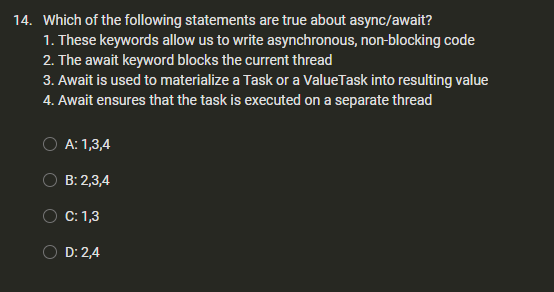 14. Which of the following statements are true about async/await?
1. These keywords allow us to write asynchronous, non-blocking code
2. The await keyword blocks the current thread
3. Await is used to materialize a Task or a ValueTask into resulting value
4. Await ensures that the task is executed on a separate thread
A: 1,3,4
B: 2,3,4
C: 1,3
D: 2,4